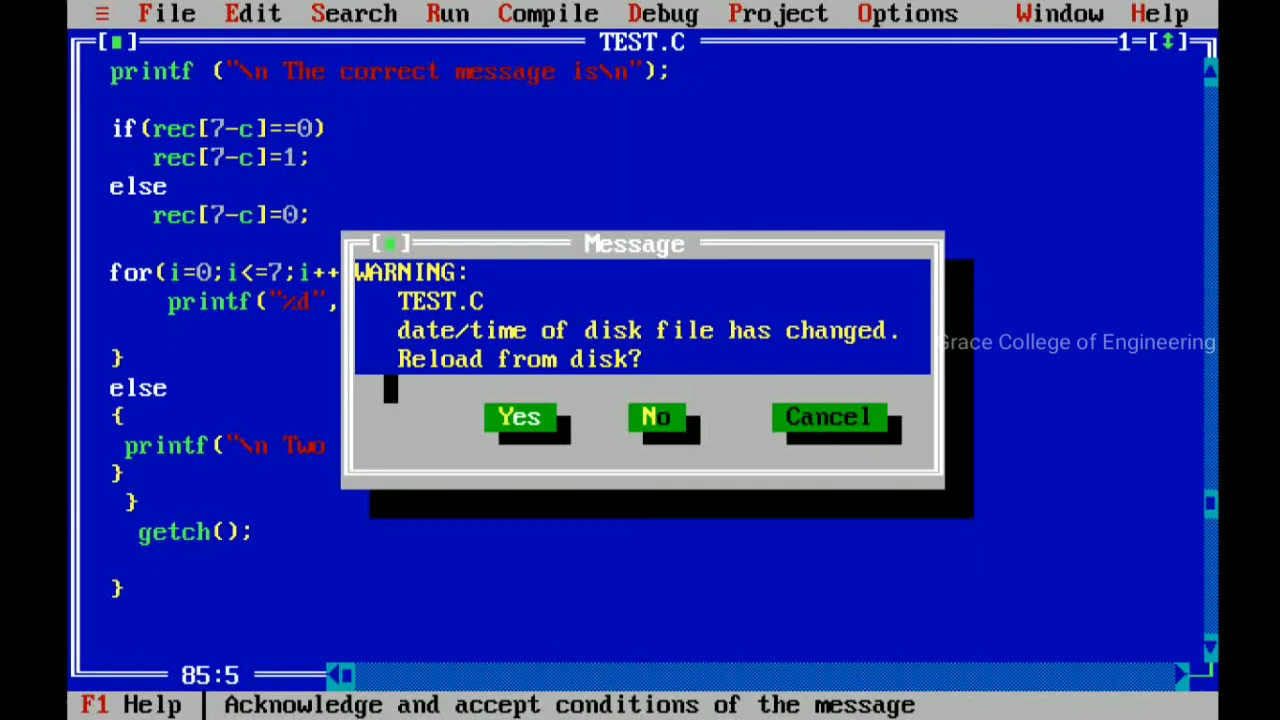 ≡ File Edit Search Run Compile Debug Project Options Window Help
[■] TEST.C 1=[↕]
printf ("\n The correct message is\n");
if(rec[7-c]==0)
rec[7-c]=1;
else
rec[7-c]=0;
for(i=0;i<=7;i++
printf("%d",
}
else
{
printf("\n Two
}
}
getch();
}
[■] Message
WARNING:
TEST.C
date/time of disk file has changed.
Reload from disk?
Yes No Cancel
Grace College of Engineering
85:5
F1 Help | Acknowledge and accept conditions of the message